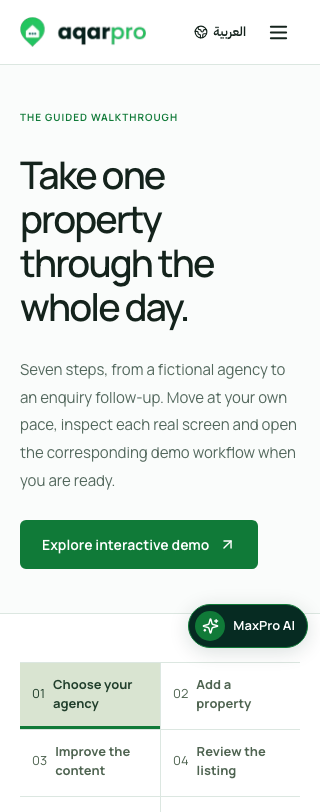 aqarpro
العربية
THE GUIDED WALKTHROUGH
Take one
property
through the
whole day.
Seven steps, from a fictional agency to
an enquiry follow-up. Move at your own
pace, inspect each real screen and open
the corresponding demo workflow when
you are ready.
Explore interactive demo
MaxPro AI
01 Choose your
agency
02 Add a
property
03 Improve the
content
04 Review the
listing